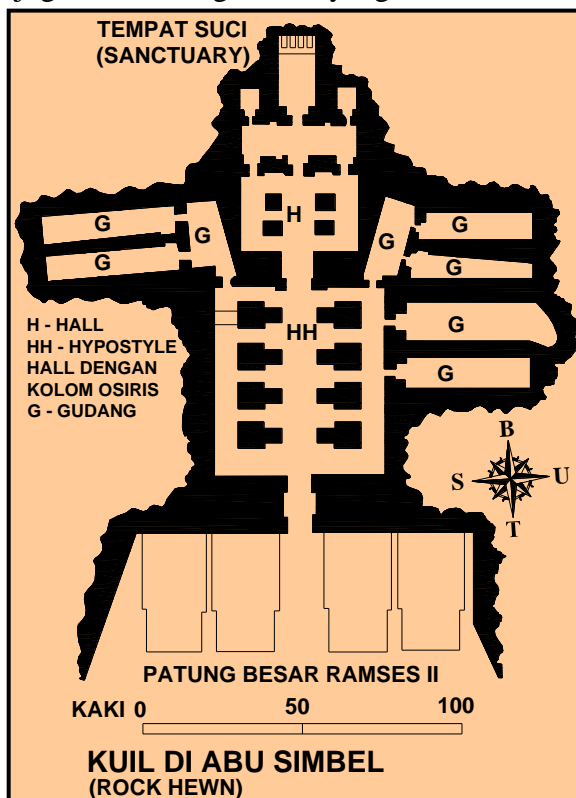 TEMPAT SUCI
(SANCTUARY)
H
G
G
G
G
G
G
HH
G
G
H - HALL
HH - HYPOSTYLE
HALL DENGAN
KOLOM OSIRIS
G - GUDANG
B
S
U
T
PATUNG BESAR RAMSES II
KAKI 0 50 100
KUIL DI ABU SIMBEL
(ROCK HEWN)